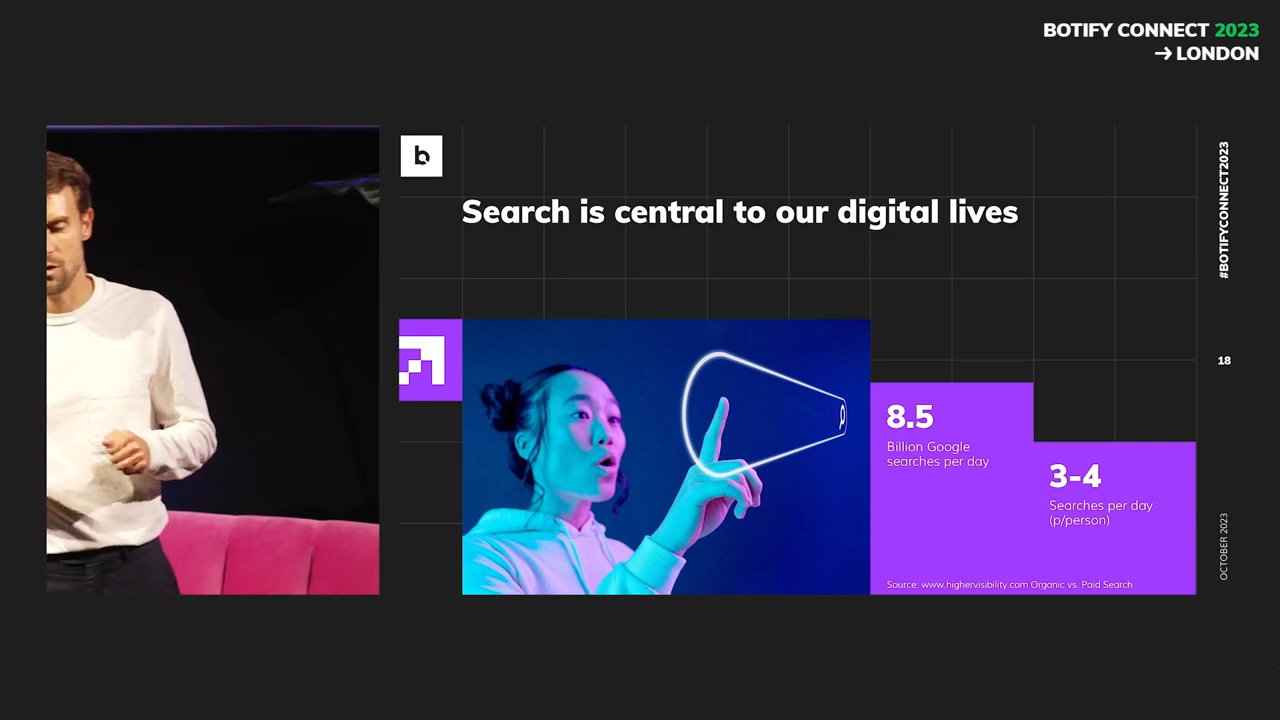 BOTIFY CONNECT 2023
→ LONDON
b
Search is central to our digital lives
#BOTIFYCONNECT2023
18
8.5
Billion Google
searches per day
3-4
Searches per day
(p/person)
Source: www.highervisibility.com Organic vs. Paid Search
OCTOBER 2023